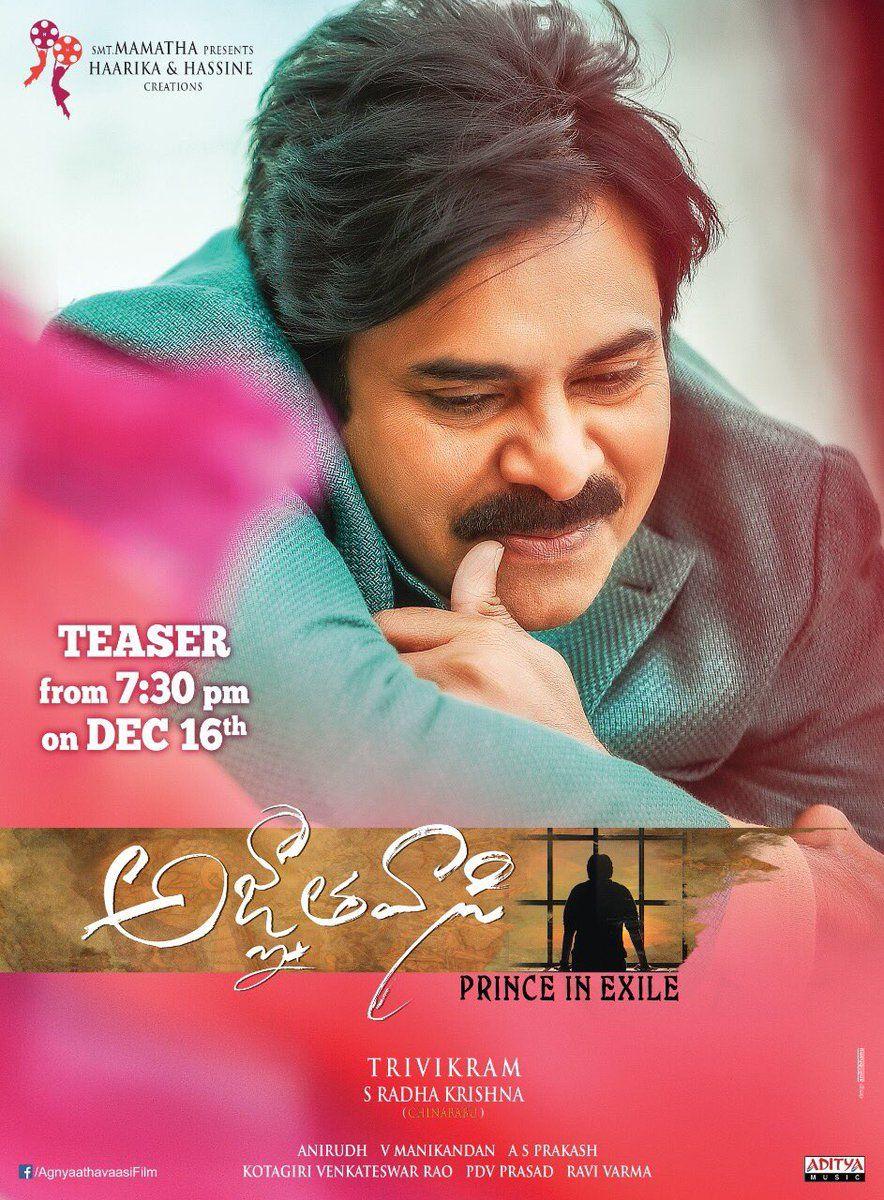 SMT. MAMATHA PRESENTS
HAARIKA & HASSINE
CREATIONS
TEASER
from 7:30 pm
on DEC 16th
అజ్ఞాతవాసి
PRINCE IN EXILE
TRIVIKRAM
S RADHA KRISHNA
(CHINABABU)
ANIRUDH V MANIKANDAN A S PRAKASH
KOTAGIRI VENKATESWAR RAO PDV PRASAD RAVI VARMA
f /AgnyaathavaasiFilm
ADITYA
MUSIC